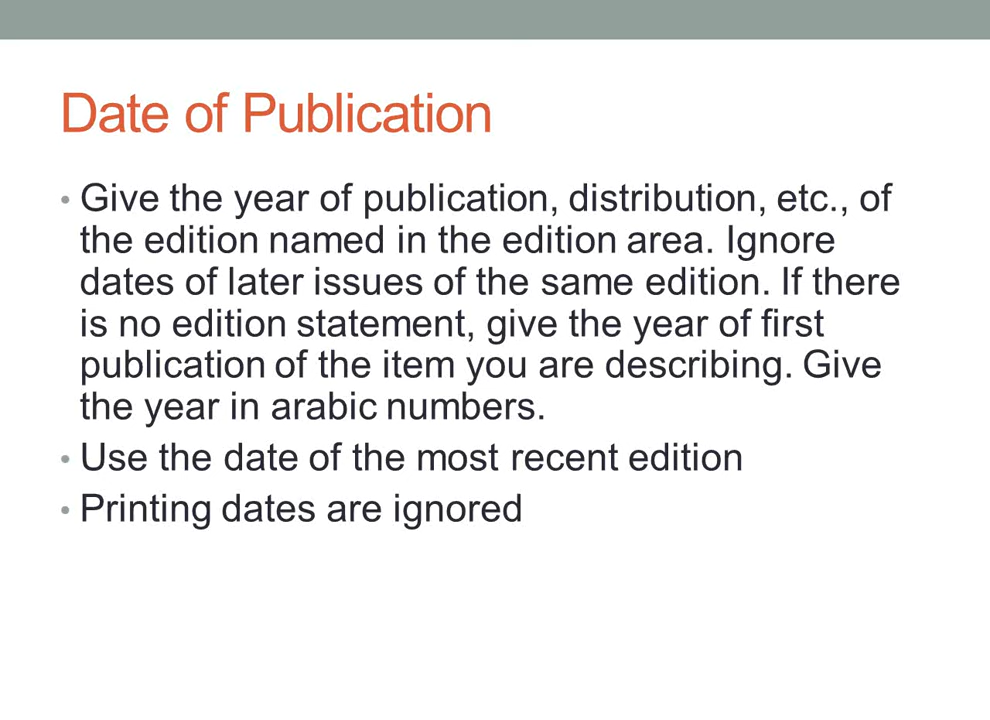 Date of Publication
• Give the year of publication, distribution, etc., of
the edition named in the edition area. Ignore
dates of later issues of the same edition. If there
is no edition statement, give the year of first
publication of the item you are describing. Give
the year in arabic numbers.
• Use the date of the most recent edition
• Printing dates are ignored